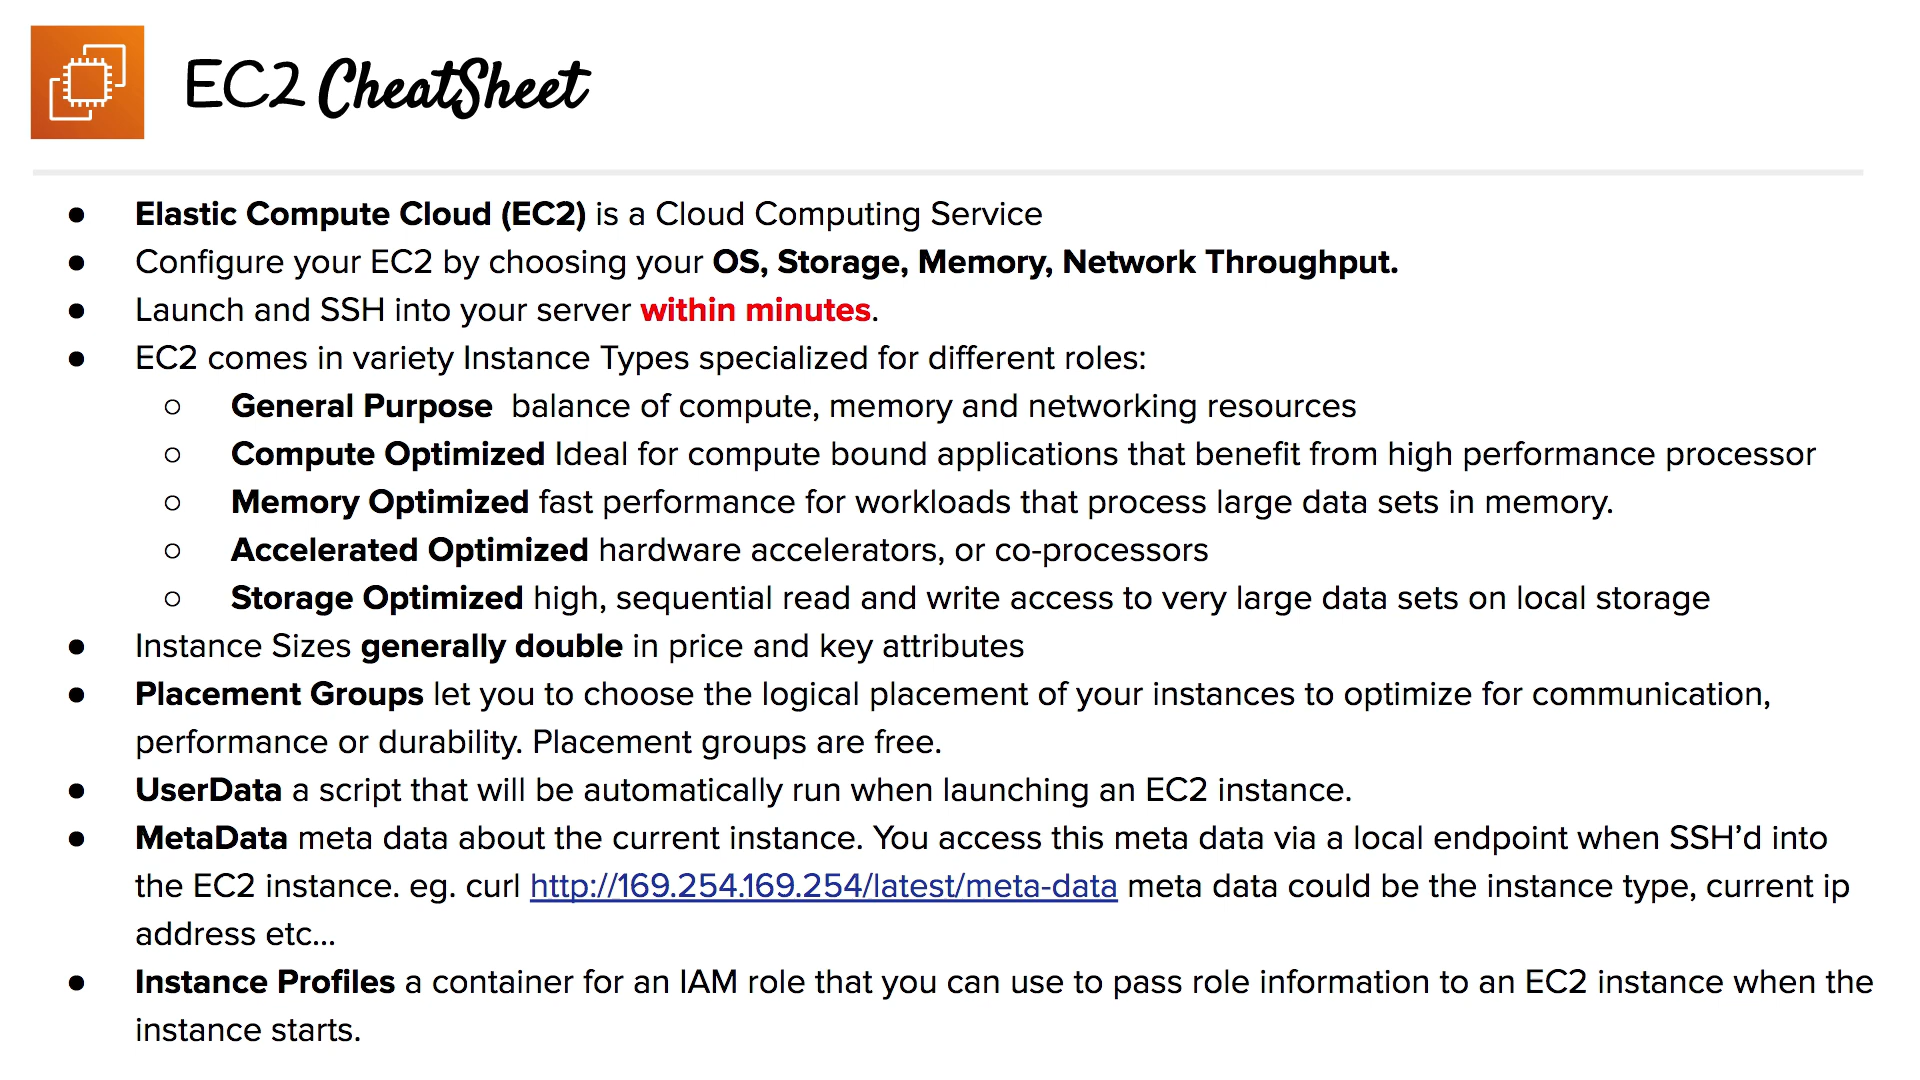 EC2 CheatSheet
● Elastic Compute Cloud (EC2) is a Cloud Computing Service
● Configure your EC2 by choosing your OS, Storage, Memory, Network Throughput.
● Launch and SSH into your server within minutes.
● EC2 comes in variety Instance Types specialized for different roles:
○ General Purpose  balance of compute, memory and networking resources
○ Compute Optimized Ideal for compute bound applications that benefit from high performance processor
○ Memory Optimized fast performance for workloads that process large data sets in memory.
○ Accelerated Optimized hardware accelerators, or co-processors
○ Storage Optimized high, sequential read and write access to very large data sets on local storage
● Instance Sizes generally double in price and key attributes
● Placement Groups let you to choose the logical placement of your instances to optimize for communication,
performance or durability. Placement groups are free.
● UserData a script that will be automatically run when launching an EC2 instance.
● MetaData meta data about the current instance. You access this meta data via a local endpoint when SSH’d into
the EC2 instance. eg. curl http://169.254.169.254/latest/meta-data meta data could be the instance type, current ip
address etc…
● Instance Profiles a container for an IAM role that you can use to pass role information to an EC2 instance when the
instance starts.